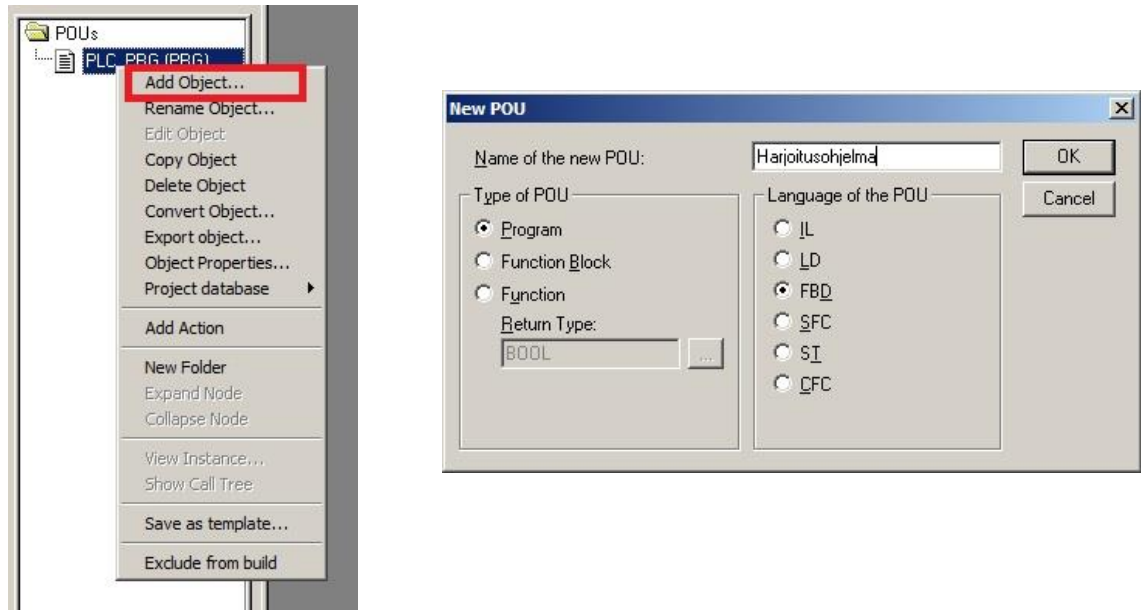 POUs
PLC_PRG (PRG)
Add Object...
Rename Object...
Edit Object
Copy Object
Delete Object
Convert Object...
Export object...
Object Properties...
Project database
Add Action
New Folder
Expand Node
Collapse Node
View Instance...
Show Call Tree
Save as template...
Exclude from build
New POU
Name of the new POU: Harjoitusohjelma OK
Cancel
Type of POU
Program
Function Block
Function
Return Type:
BOOL ...
Language of the POU
IL
LD
FBD
SFC
ST
CFC